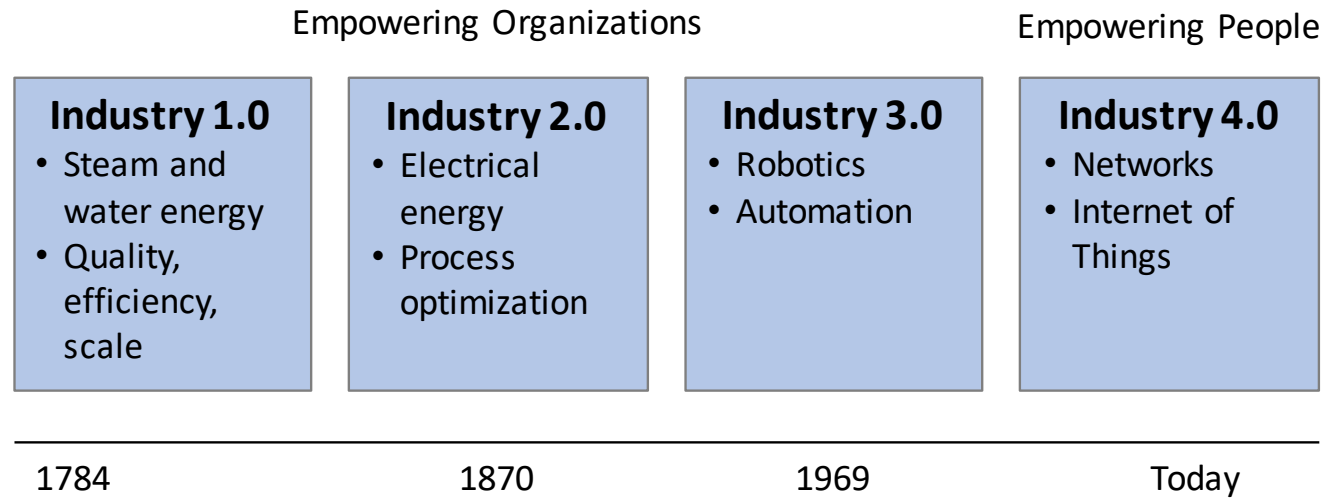 Empowering Organizations
Empowering People
Industry 1.0
• Steam and
water energy
• Quality,
efficiency,
scale
Industry 2.0
• Electrical
energy
• Process
optimization
Industry 3.0
• Robotics
• Automation
Industry 4.0
• Networks
• Internet of
Things
1784
1870
1969
Today